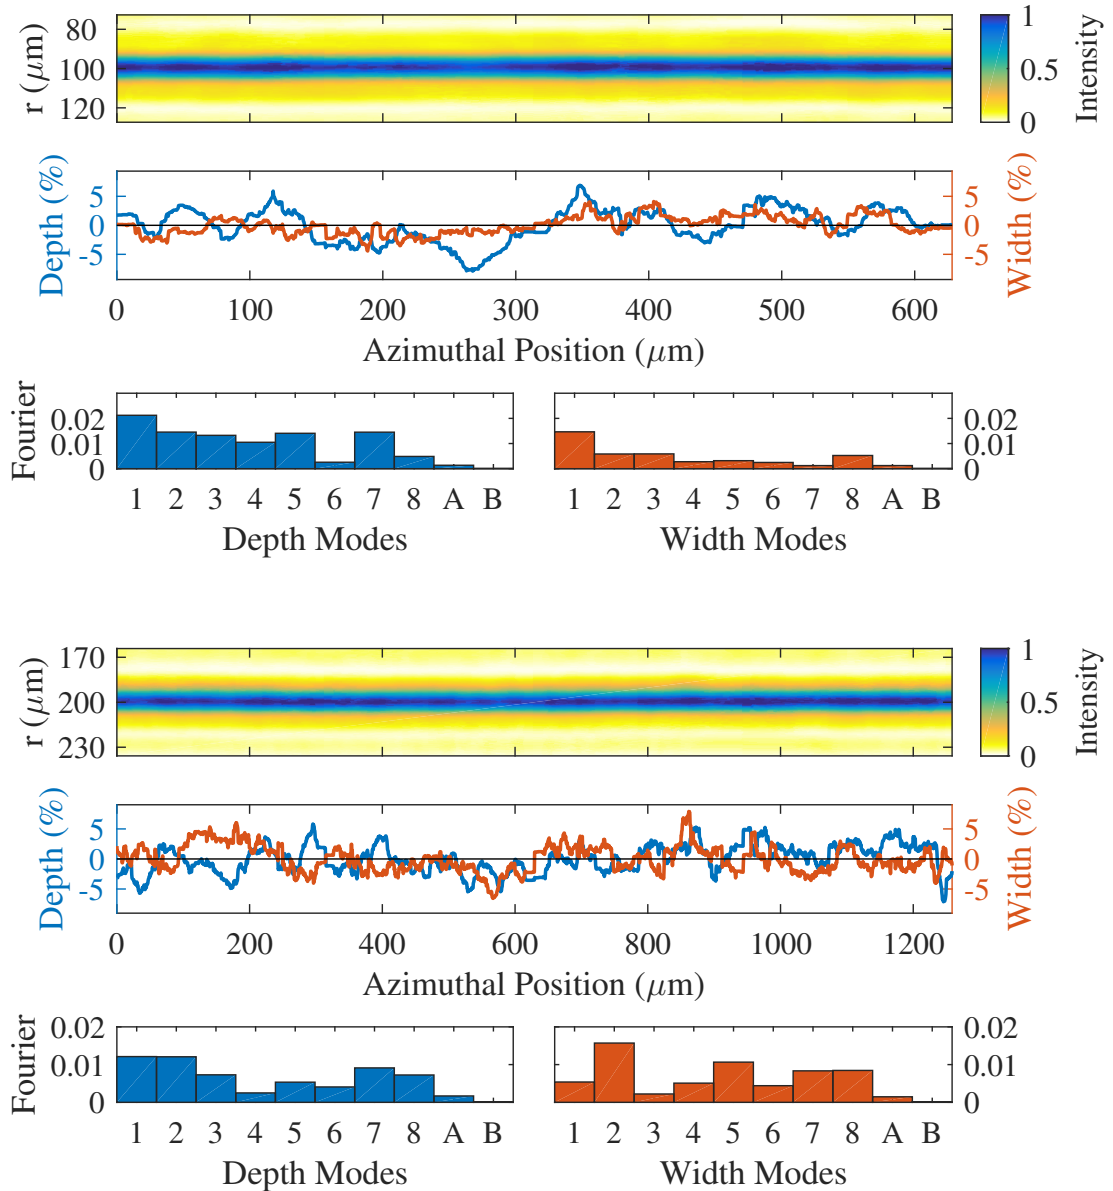 80
100
120
r (μm)
1
0.5
0
Intensity
5
0
-5
Depth (%)
5
0
-5
Width (%)
0 100 200 300 400 500 600
Azimuthal Position (μm)
Fourier
0.02
0.01
0
0.02
0.01
0
1 2 3 4 5 6 7 8 A B
Depth Modes
1 2 3 4 5 6 7 8 A B
Width Modes
170
200
230
r (μm)
1
0.5
0
Intensity
5
0
-5
Depth (%)
5
0
-5
Width (%)
0 200 400 600 800 1000 1200
Azimuthal Position (μm)
Fourier
0.02
0.01
0
0.02
0.01
0
1 2 3 4 5 6 7 8 A B
Depth Modes
1 2 3 4 5 6 7 8 A B
Width Modes